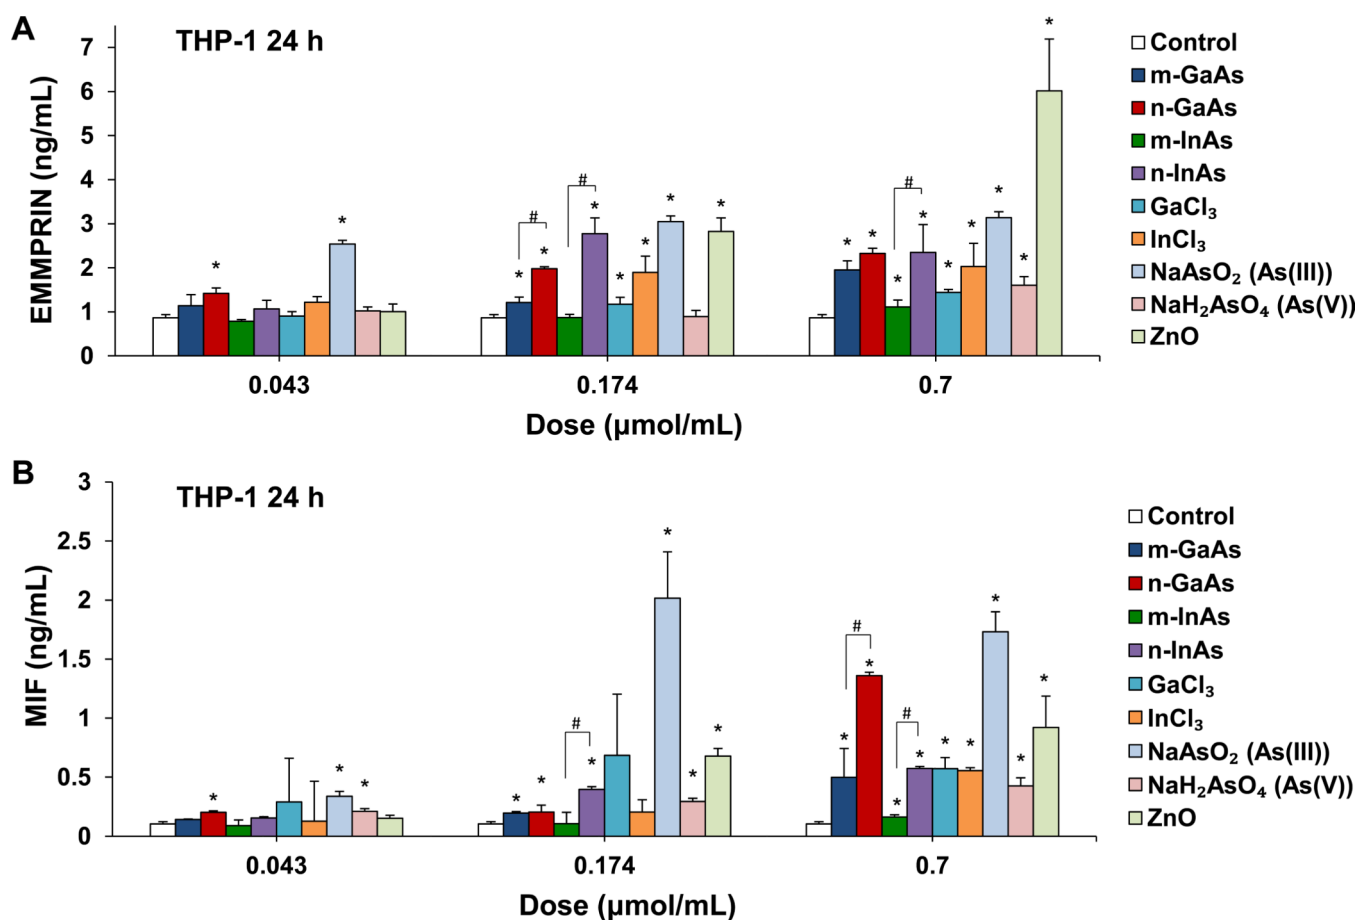 A
THP-1 24 h
EMMPRIN (ng/mL)
7
6
5
4
3
2
1
0
*
*
*
#
*
#
*
*
*
*
*
*
*
*
#
*
*
*
*
*
*
0.043
0.174
0.7
Dose (µmol/mL)
Control
m-GaAs
n-GaAs
m-InAs
n-InAs
GaCl₃
InCl₃
NaAsO₂ (As(III))
NaH₂AsO₄ (As(V))
ZnO
B
THP-1 24 h
MIF (ng/mL)
3
2.5
2
1.5
1
0.5
0
*
*
*
*
*
#
*
*
*
*
*
#
*
*
#
*
*
*
*
*
*
0.043
0.174
0.7
Dose (µmol/mL)
Control
m-GaAs
n-GaAs
m-InAs
n-InAs
GaCl₃
InCl₃
NaAsO₂ (As(III))
NaH₂AsO₄ (As(V))
ZnO